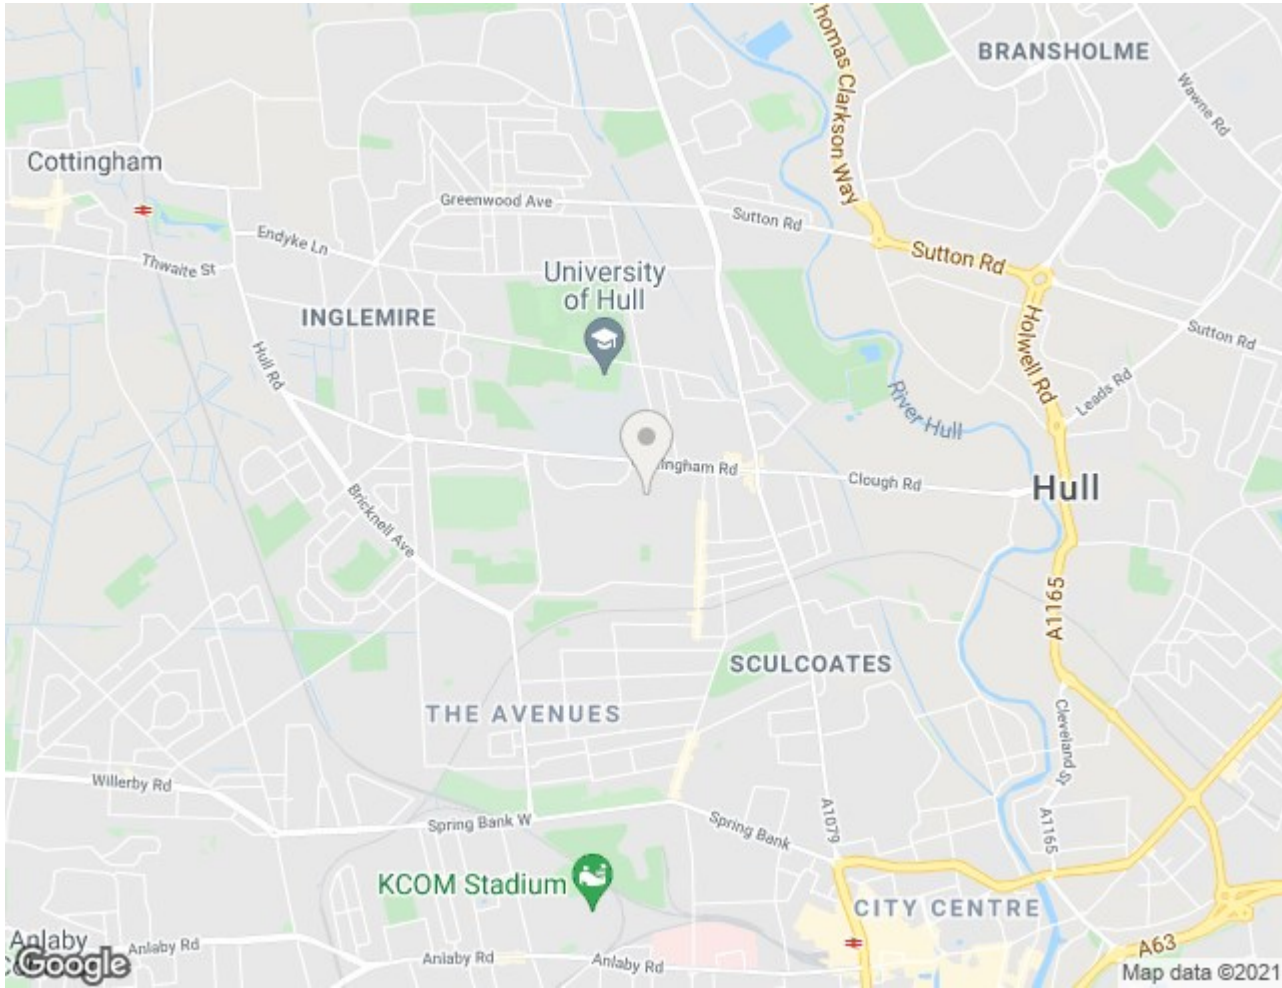 Thomas Clarkson Way
BRANSHOLME
Wawne Rd
Cottingham
Greenwood Ave
Sutton Rd
Endyke Ln
Thwaite St
Sutton Rd
University
of Hull
INGLEMIRE
Holwell Rd
Sutton Rd
Hull Rd
Leads Rd
River Hull
ingham Rd
Clough Rd
Hull
Bricknell Ave
A1165
SCULCOATES
THE AVENUES
Cleveland St
Willerby Rd
Spring Bank W
Spring Bank
A1079
A1165
KCOM Stadium
CITY CENTRE
Anlaby
Anlaby Rd
Anlaby Rd
Anlaby Rd
A63
Google
Map data ©2021